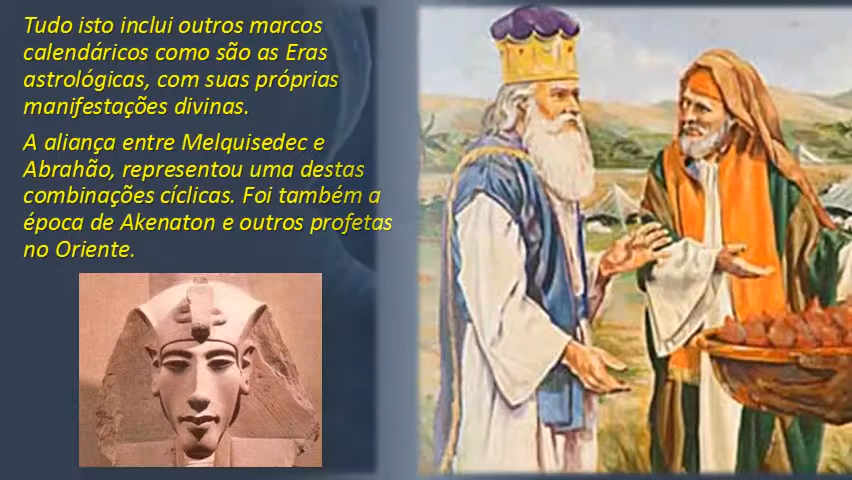 Tudo isto inclui outros marcos
calendáricos como são as Eras
astrológicas, com suas próprias
manifestações divinas.
A aliança entre Melquisedec e
Abrahão, representou uma destas
combinações cíclicas. Foi também a
época de Akenaton e outros profetas
no Oriente.